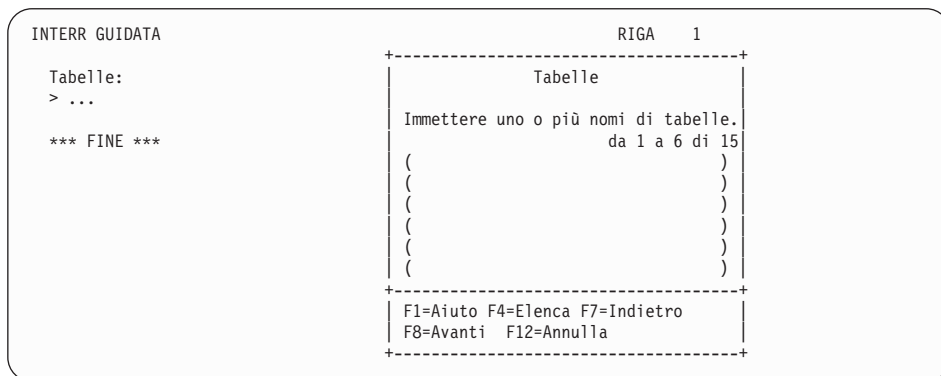 INTERR GUIDATA RIGA 1
Tabelle:
> ...
*** FINE ***
+--------------------------------------+
Tabelle
Immettere uno o più nomi di tabelle.
da 1 a 6 di 15
( )
( )
( )
( )
( )
( )
+--------------------------------------+
F1=Aiuto F4=Elenca F7=Indietro
F8=Avanti F12=Annulla
+--------------------------------------+